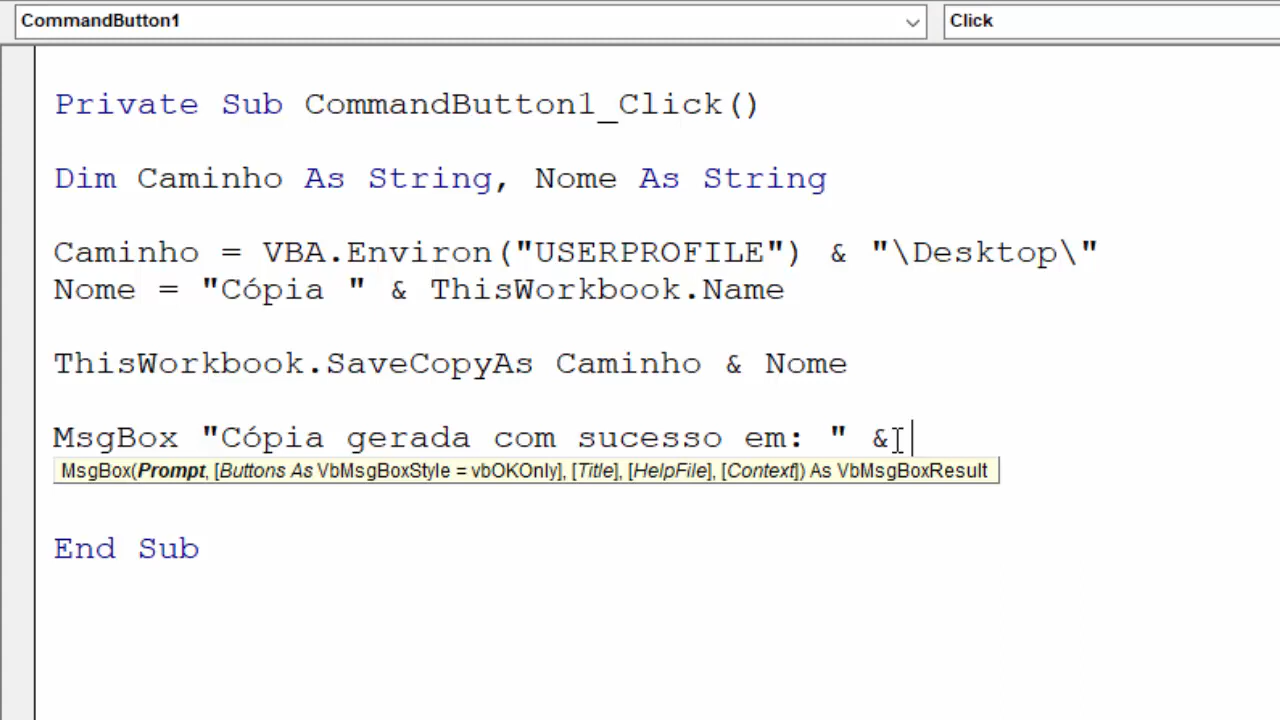 CommandButton1 Click
Private Sub CommandButton1_Click()
Dim Caminho As String, Nome As String
Caminho = VBA.Environ("USERPROFILE") & "\Desktop\"
Nome = "Cópia " & ThisWorkbook.Name
ThisWorkbook.SaveCopyAs Caminho & Nome
MsgBox "Cópia gerada com sucesso em: " &
MsgBox(Prompt, [Buttons As VbMsgBoxStyle = vbOKOnly], [Title], [HelpFile], [Context]) As VbMsgBoxResult
End Sub